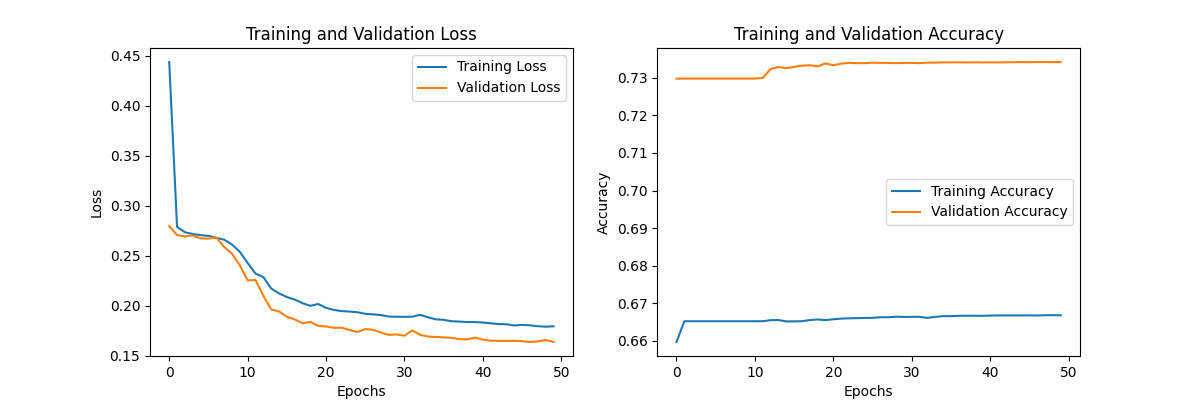 Training and Validation Loss
0.45
0.40
0.35
0.30
0.25
0.20
0.15
Loss
Training Loss
Validation Loss
0 10 20 30 40 50
Epochs
Training and Validation Accuracy
0.73
0.72
0.71
0.70
0.69
0.68
0.67
0.66
Accuracy
Training Accuracy
Validation Accuracy
0 10 20 30 40 50
Epochs